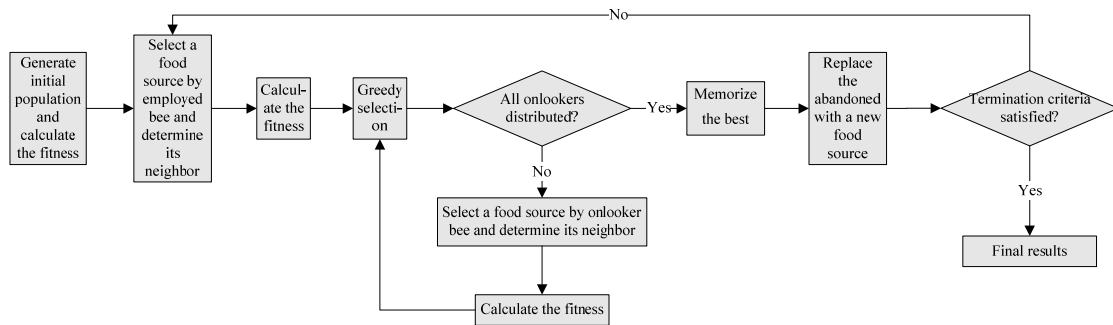 No
Generate
initial
population
and
calculate
the fitness
Select a
food
source by
employed
bee and
determine
its
neighbor
Calcul-
ate the
fitness
Greedy
selecti-
on
All onlookers
distributed?
Yes
Memorize
the best
Replace
the
abandoned
with a new
food
source
Termination criteria
satisfied?
No
Yes
Select a food source by onlooker
bee and determine its neighbor
Final results
Calculate the fitness